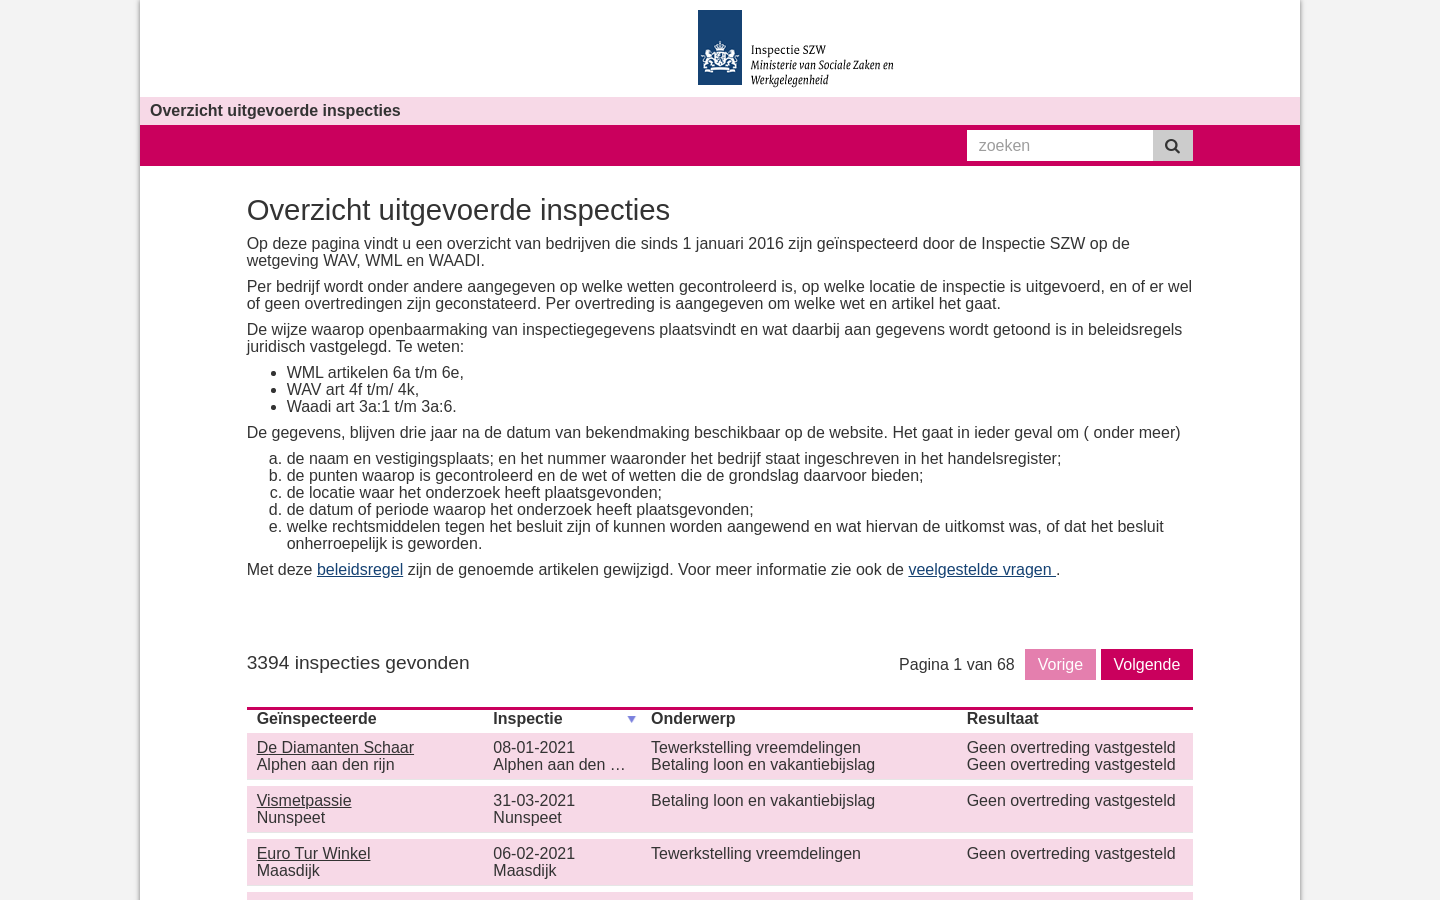 Inspectie SZW
Ministerie van Sociale Zaken en
Werkgelegenheid
Overzicht uitgevoerde inspecties
zoeken
Overzicht uitgevoerde inspecties
Op deze pagina vindt u een overzicht van bedrijven die sinds 1 januari 2016 zijn geïnspecteerd door de Inspectie SZW op de
wetgeving WAV, WML en WAADI.
Per bedrijf wordt onder andere aangegeven op welke wetten gecontroleerd is, op welke locatie de inspectie is uitgevoerd, en of er wel
of geen overtredingen zijn geconstateerd. Per overtreding is aangegeven om welke wet en artikel het gaat.
De wijze waarop openbaarmaking van inspectiegegevens plaatsvindt en wat daarbij aan gegevens wordt getoond is in beleidsregels
juridisch vastgelegd. Te weten:
• WML artikelen 6a t/m 6e,
• WAV art 4f t/m/ 4k,
• Waadi art 3a:1 t/m 3a:6.
De gegevens, blijven drie jaar na de datum van bekendmaking beschikbaar op de website. Het gaat in ieder geval om ( onder meer)
a. de naam en vestigingsplaats; en het nummer waaronder het bedrijf staat ingeschreven in het handelsregister;
b. de punten waarop is gecontroleerd en de wet of wetten die de grondslag daarvoor bieden;
c. de locatie waar het onderzoek heeft plaatsgevonden;
d. de datum of periode waarop het onderzoek heeft plaatsgevonden;
e. welke rechtsmiddelen tegen het besluit zijn of kunnen worden aangewend en wat hiervan de uitkomst was, of dat het besluit
onherroepelijk is geworden.
Met deze beleidsregel zijn de genoemde artikelen gewijzigd. Voor meer informatie zie ook de veelgestelde vragen .
3394 inspecties gevonden Pagina 1 van 68 Vorige Volgende
Geïnspecteerde Inspectie Onderwerp Resultaat
De Diamanten Schaar 08-01-2021 Tewerkstelling vreemdelingen Geen overtreding vastgesteld
Alphen aan den rijn Alphen aan den … Betaling loon en vakantiebijslag Geen overtreding vastgesteld
Vismetpassie 31-03-2021 Betaling loon en vakantiebijslag Geen overtreding vastgesteld
Nunspeet Nunspeet
Euro Tur Winkel 06-02-2021 Tewerkstelling vreemdelingen Geen overtreding vastgesteld
Maasdijk Maasdijk